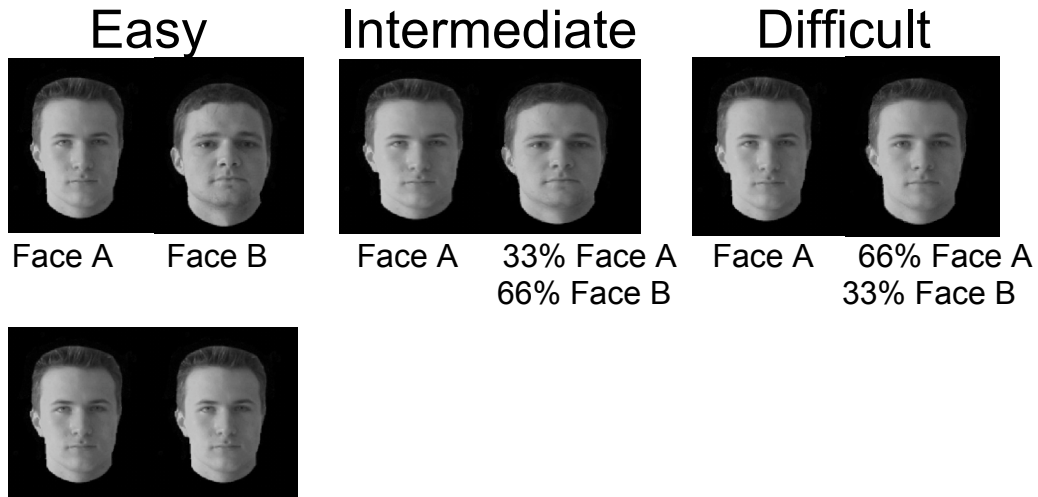 Easy Intermediate Difficult
Face A Face B Face A 33% Face A Face A 66% Face A
66% Face B 33% Face B